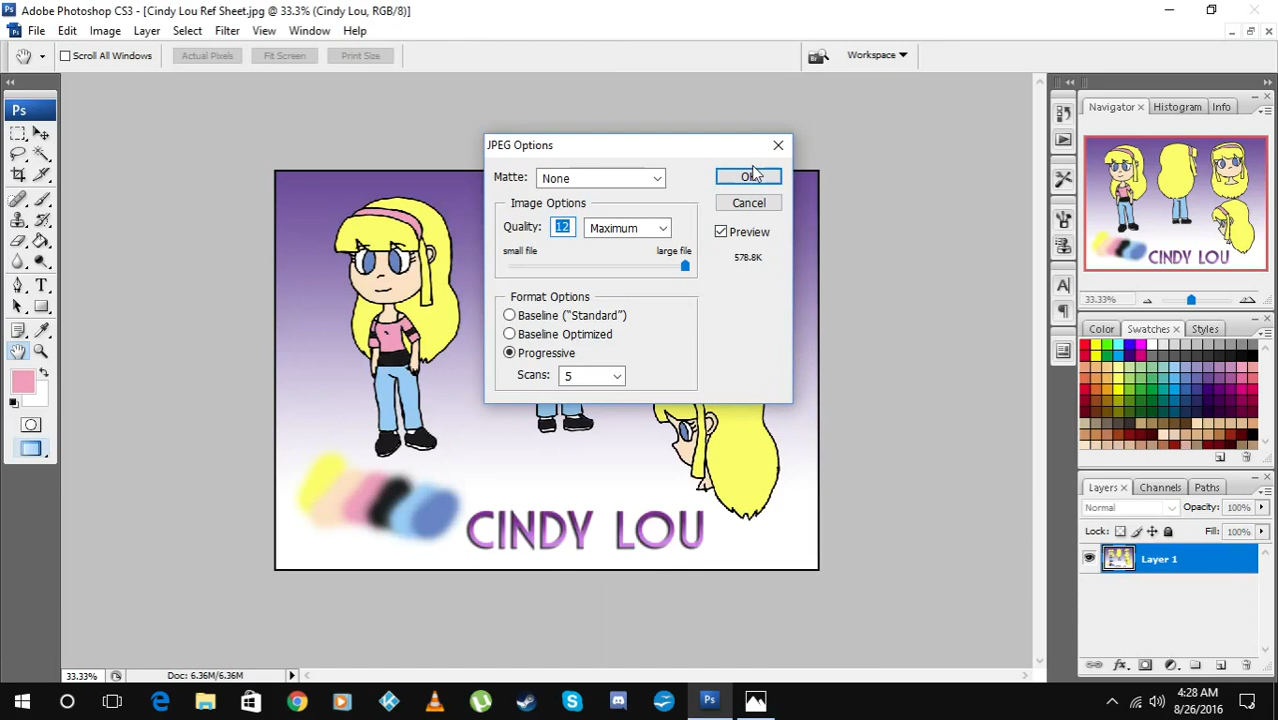 Adobe Photoshop CS3 - [Cindy Lou Ref Sheet.jpg @ 33.3% (Cindy Lou, RGB/8)]
File Edit Image Layer Select Filter View Window Help
Scroll All Windows Actual Pixels Fit Screen Print Size Workspace
Ps
JPEG Options
Matte: None
Cancel
Image Options
Quality: 12 Maximum
Preview
small file large file
578.8K
Format Options
Baseline ("Standard")
Baseline Optimized
Progressive
Scans: 5
CINDY LOU
Navigator Histogram Info
CINDY LOU
33.33%
Color Swatches Styles
Layers Channels Paths
Normal Opacity: 100%
Lock: Fill: 100%
Layer 1
33.33% Doc: 6.36M/6.36M
Ps
4:28 AM
8/26/2016